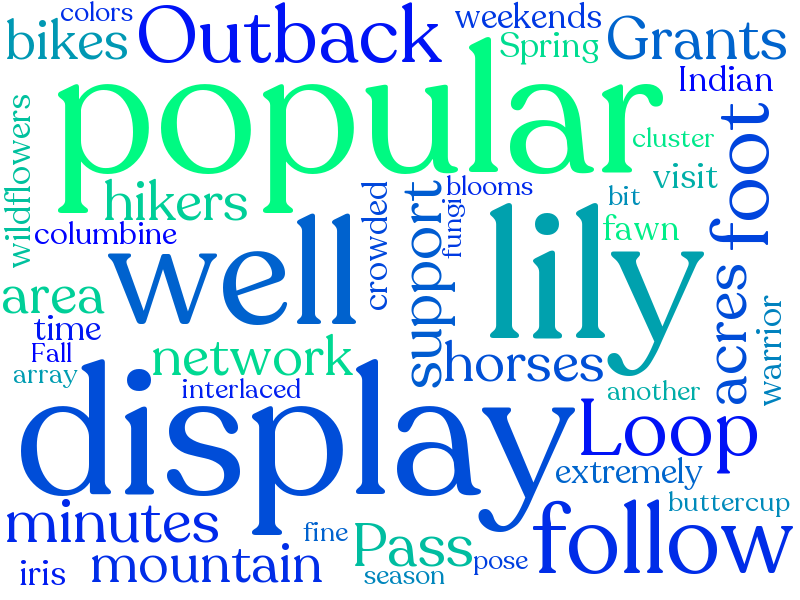 colors
weekends
bikes
Outback
Spring
Grants
popular
Indian
wildflowers
cluster
hikers
crowded
support
fungi
blooms
visit
bit
foot
columbine
well
lily
fawn
area
acres
warrior
time
Fall
array
network
interlaced
horses
another
display
Loop
extremely
minutes
fine
Pass
follow
buttercup
iris
mountain
season
pose